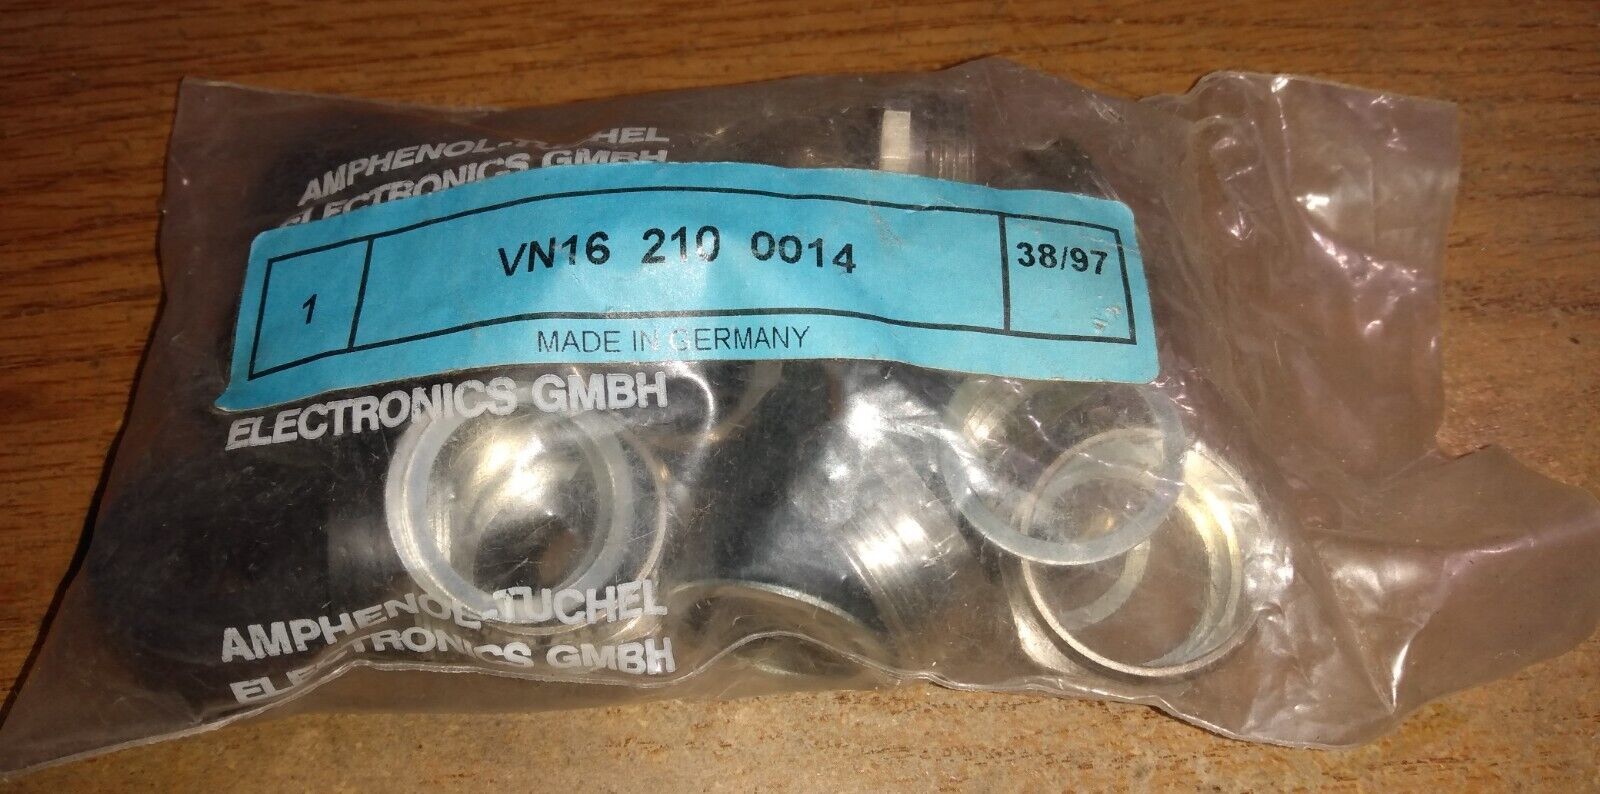 AMPHENOL-TUCHEL
ELECTRONICS GMBH
1 VN16 210 0014 38/97
MADE IN GERMANY
ELECTRONICS GMBH
AMPHENOL-TUCHEL
ELECTRONICS GMBH